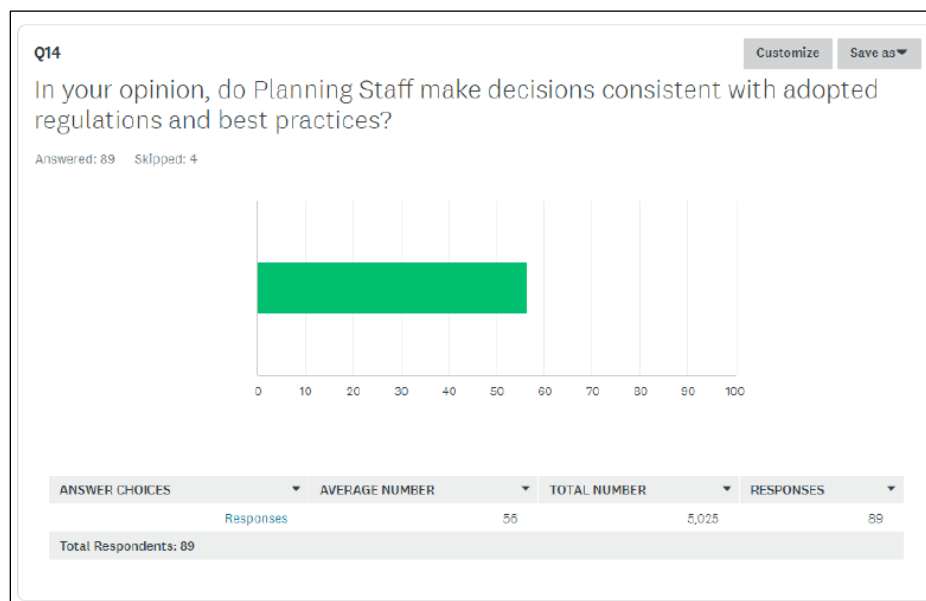 Q14
Customize
Save as
In your opinion, do Planning Staff make decisions consistent with adopted
regulations and best practices?
Answered: 89 Skipped: 4
0 10 20 30 40 50 60 70 80 90 100
ANSWER CHOICES AVERAGE NUMBER TOTAL NUMBER RESPONSES
Responses 56 5,025 89
Total Respondents: 89